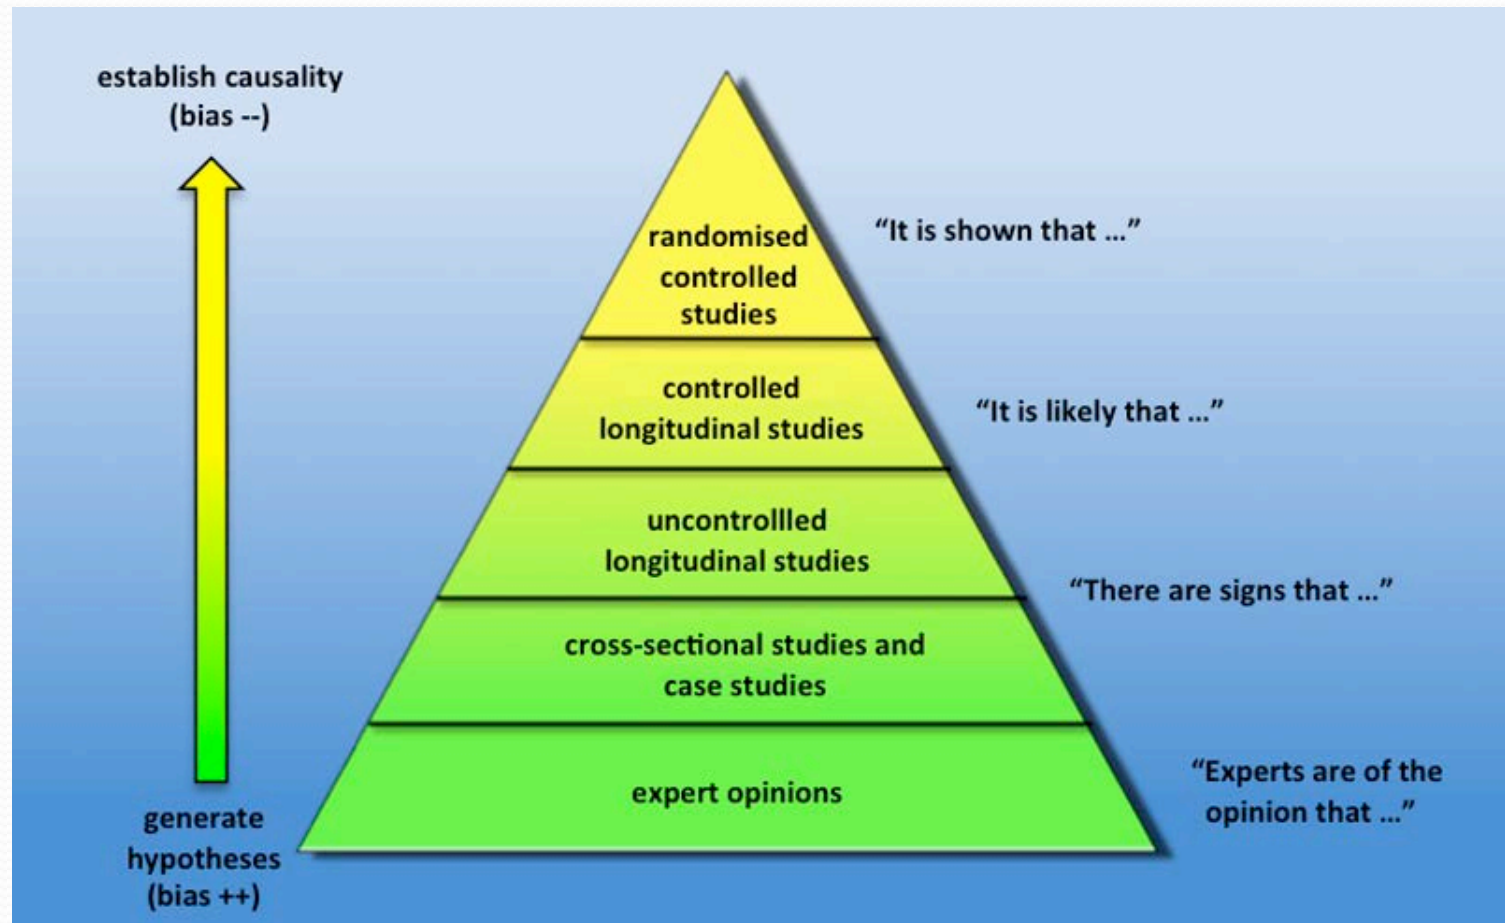 establish causality
(bias --)
randomised
controlled
studies
“It is shown that ...”
controlled
longitudinal studies
“It is likely that ...”
uncontrollled
longitudinal studies
“There are signs that ...”
cross-sectional studies and
case studies
expert opinions
“Experts are of the
opinion that ...”
generate
hypotheses
(bias ++)